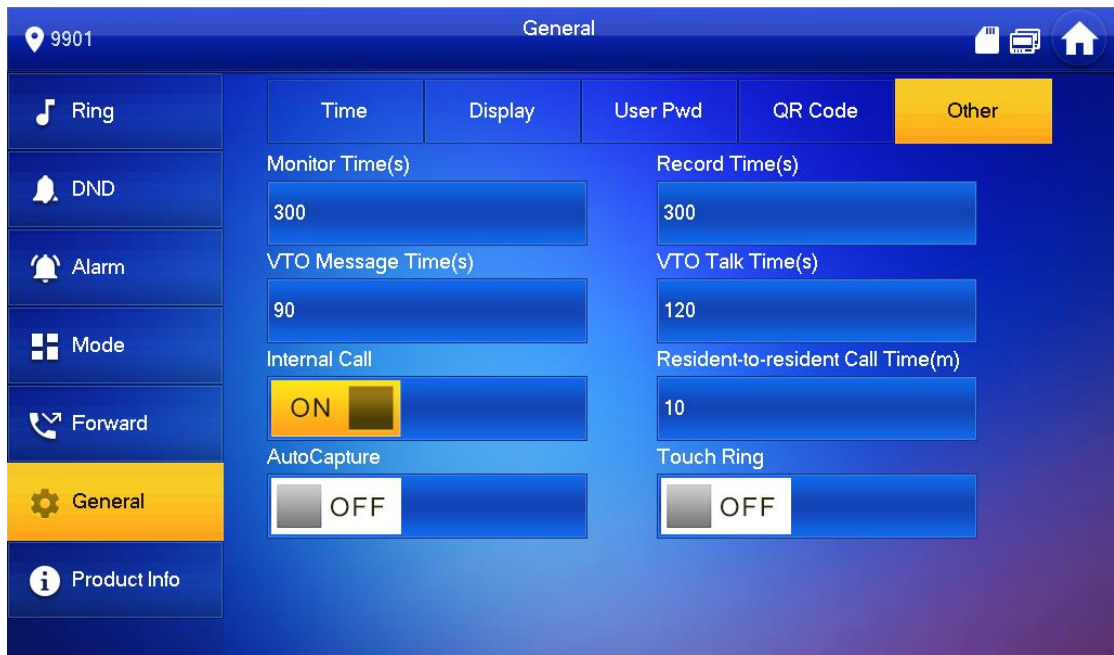 General
9901
Ring
DND
Alarm
Mode
Forward
General
Product Info
Time Display User Pwd QR Code Other
Monitor Time(s) Record Time(s)
300 300
VTO Message Time(s) VTO Talk Time(s)
90 120
Internal Call Resident-to-resident Call Time(m)
ON 10
AutoCapture Touch Ring
OFF OFF